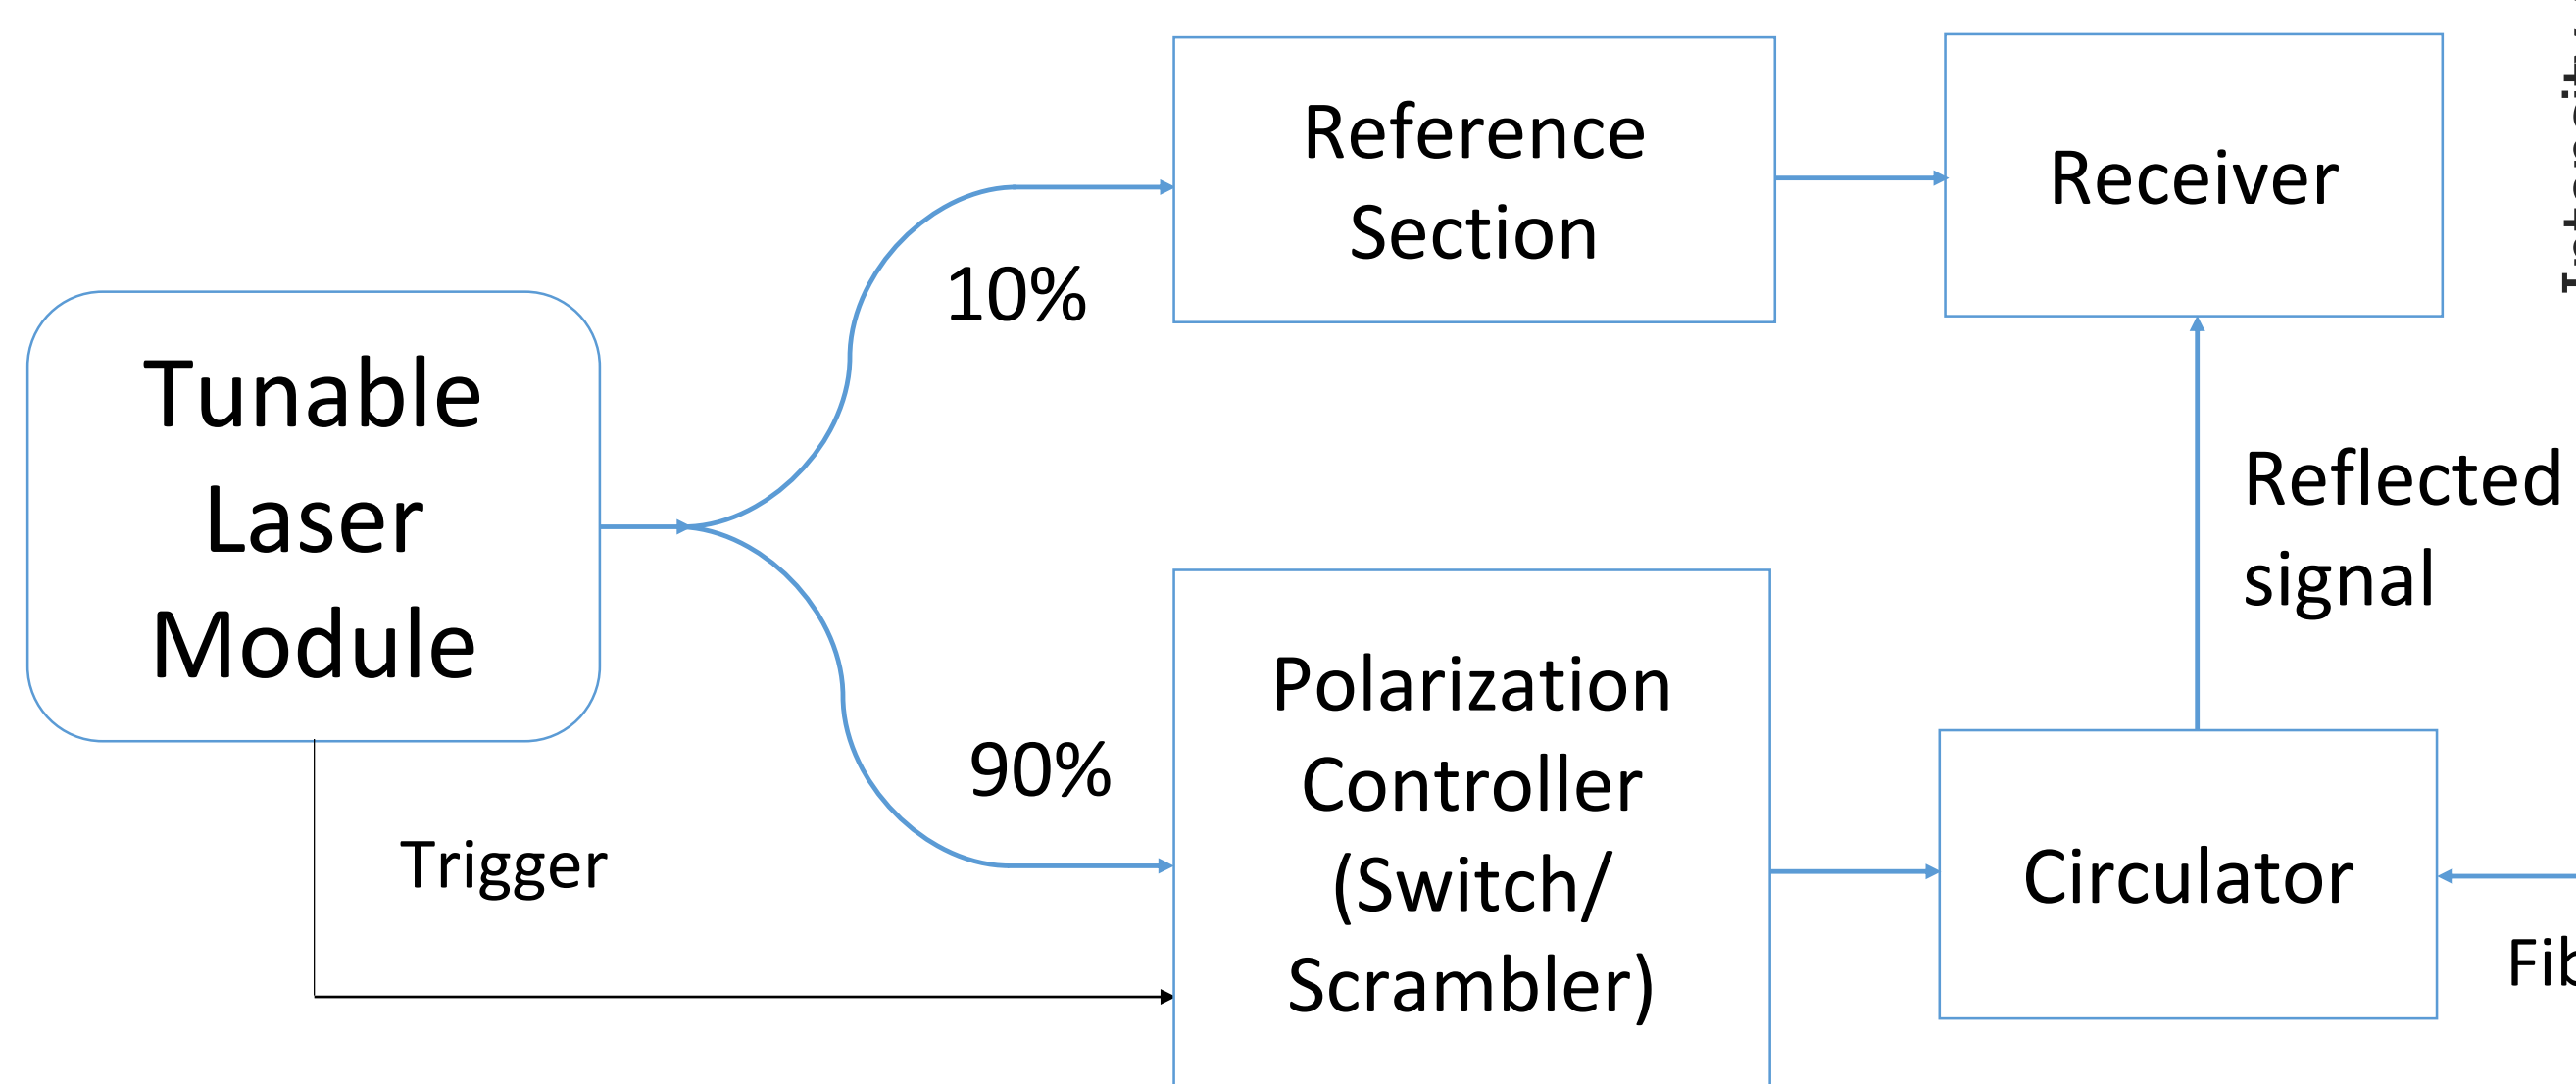 Tunable
Laser
Module
Trigger
10%
90%
Reference
Section
Receiver
Reflected
signal
Polarization
Controller
(Switch/
Scrambler)
Circulator